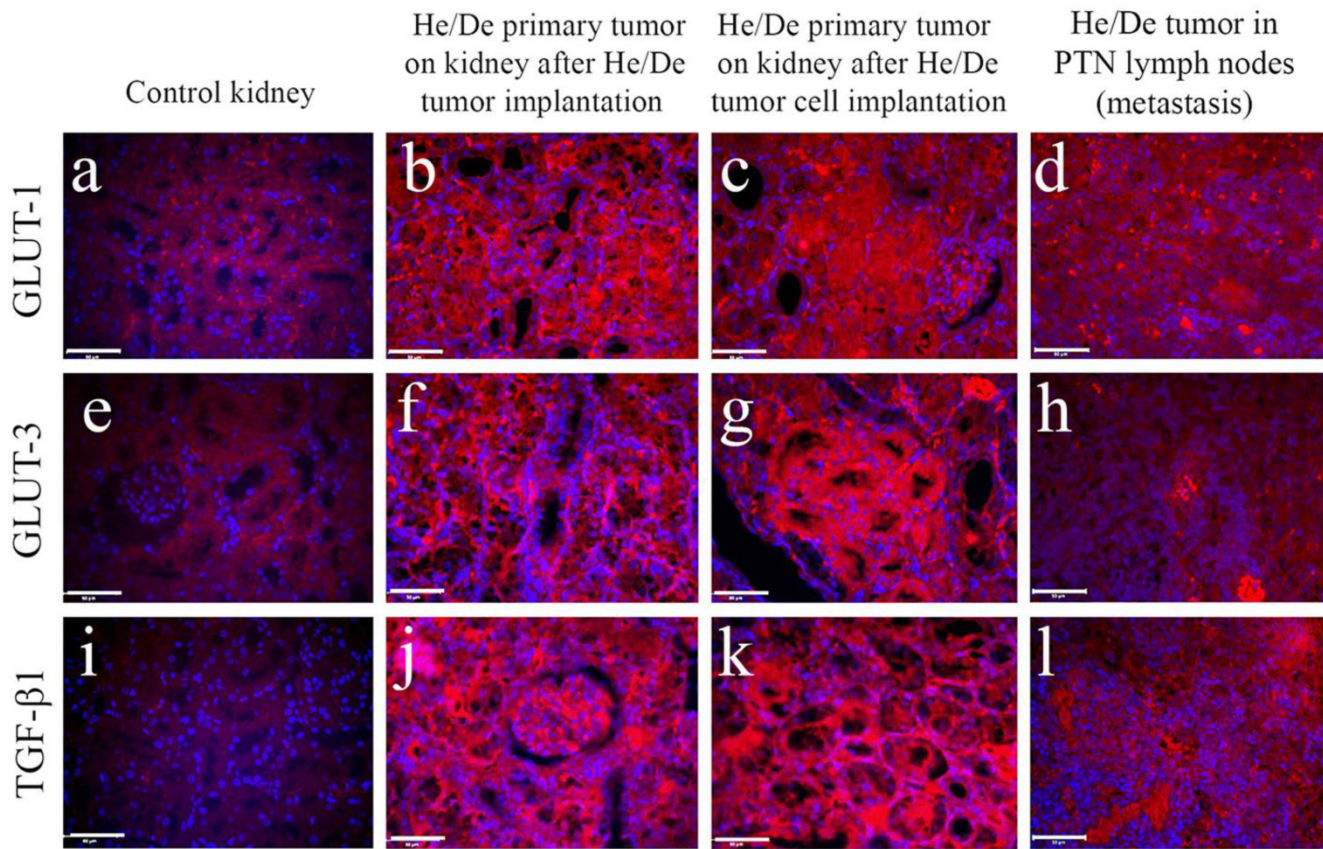 Control kidney
He/De primary tumor
on kidney after He/De
tumor implantation
He/De primary tumor
on kidney after He/De
tumor cell implantation
He/De tumor in
PTN lymph nodes
(metastasis)
GLUT-1
a
b
c
d
GLUT-3
e
f
g
h
TGF-β1
i
j
k
l